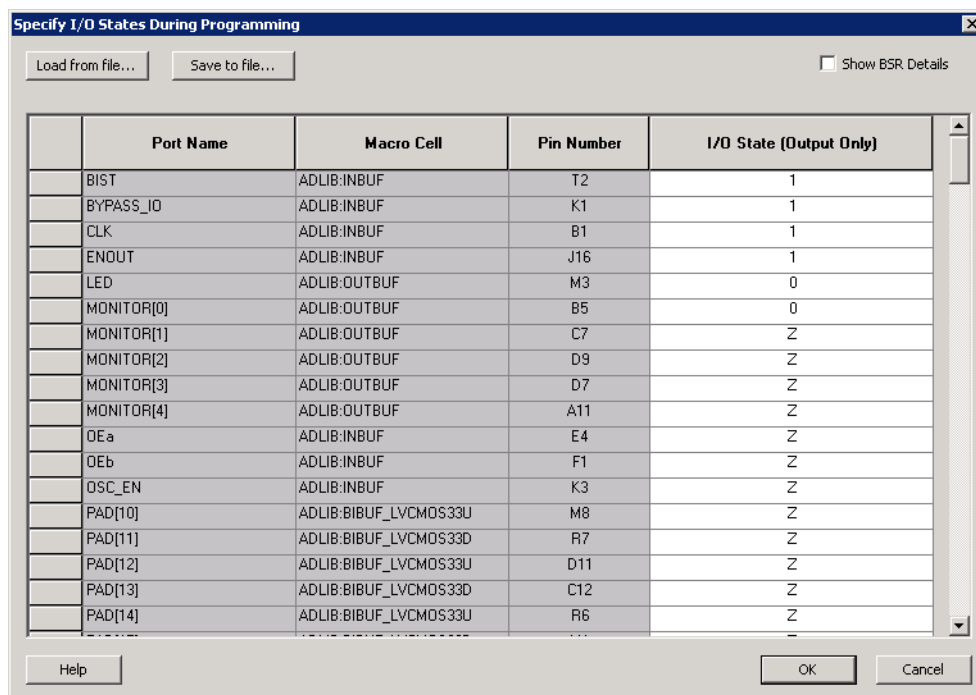 Specify I/O States During Programming
Load from file... Save to file... Show BSR Details
Port Name Macro Cell Pin Number I/O State (Output Only)
BIST ADLIB:INBUF T2 1
BYPASS_IO ADLIB:INBUF K1 1
CLK ADLIB:INBUF B1 1
ENOUT ADLIB:INBUF J16 1
LED ADLIB:OUTBUF M3 0
MONITOR[0] ADLIB:OUTBUF B5 0
MONITOR[1] ADLIB:OUTBUF C7 Z
MONITOR[2] ADLIB:OUTBUF D9 Z
MONITOR[3] ADLIB:OUTBUF D7 Z
MONITOR[4] ADLIB:OUTBUF A11 Z
OEa ADLIB:INBUF E4 Z
OEb ADLIB:INBUF F1 Z
OSC_EN ADLIB:INBUF K3 Z
PAD[10] ADLIB:BIBUF_LVCMOS33U M8 Z
PAD[11] ADLIB:BIBUF_LVCMOS33D R7 Z
PAD[12] ADLIB:BIBUF_LVCMOS33U D11 Z
PAD[13] ADLIB:BIBUF_LVCMOS33D C12 Z
PAD[14] ADLIB:BIBUF_LVCMOS33U R6 Z
Help OK Cancel